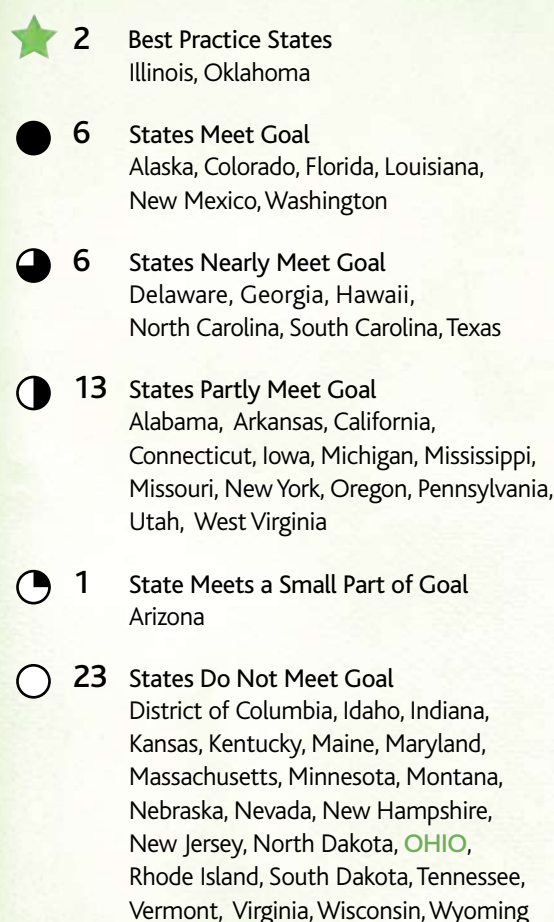 2 Best Practice States
Illinois, Oklahoma
6 States Meet Goal
Alaska, Colorado, Florida, Louisiana,
New Mexico, Washington
6 States Nearly Meet Goal
Delaware, Georgia, Hawaii,
North Carolina, South Carolina, Texas
13 States Partly Meet Goal
Alabama, Arkansas, California,
Connecticut, Iowa, Michigan, Mississippi,
Missouri, New York, Oregon, Pennsylvania,
Utah, West Virginia
1 State Meets a Small Part of Goal
Arizona
23 States Do Not Meet Goal
District of Columbia, Idaho, Indiana,
Kansas, Kentucky, Maine, Maryland,
Massachusetts, Minnesota, Montana,
Nebraska, Nevada, New Hampshire,
New Jersey, North Dakota, OHIO,
Rhode Island, South Dakota, Tennessee,
Vermont, Virginia, Wisconsin, Wyoming